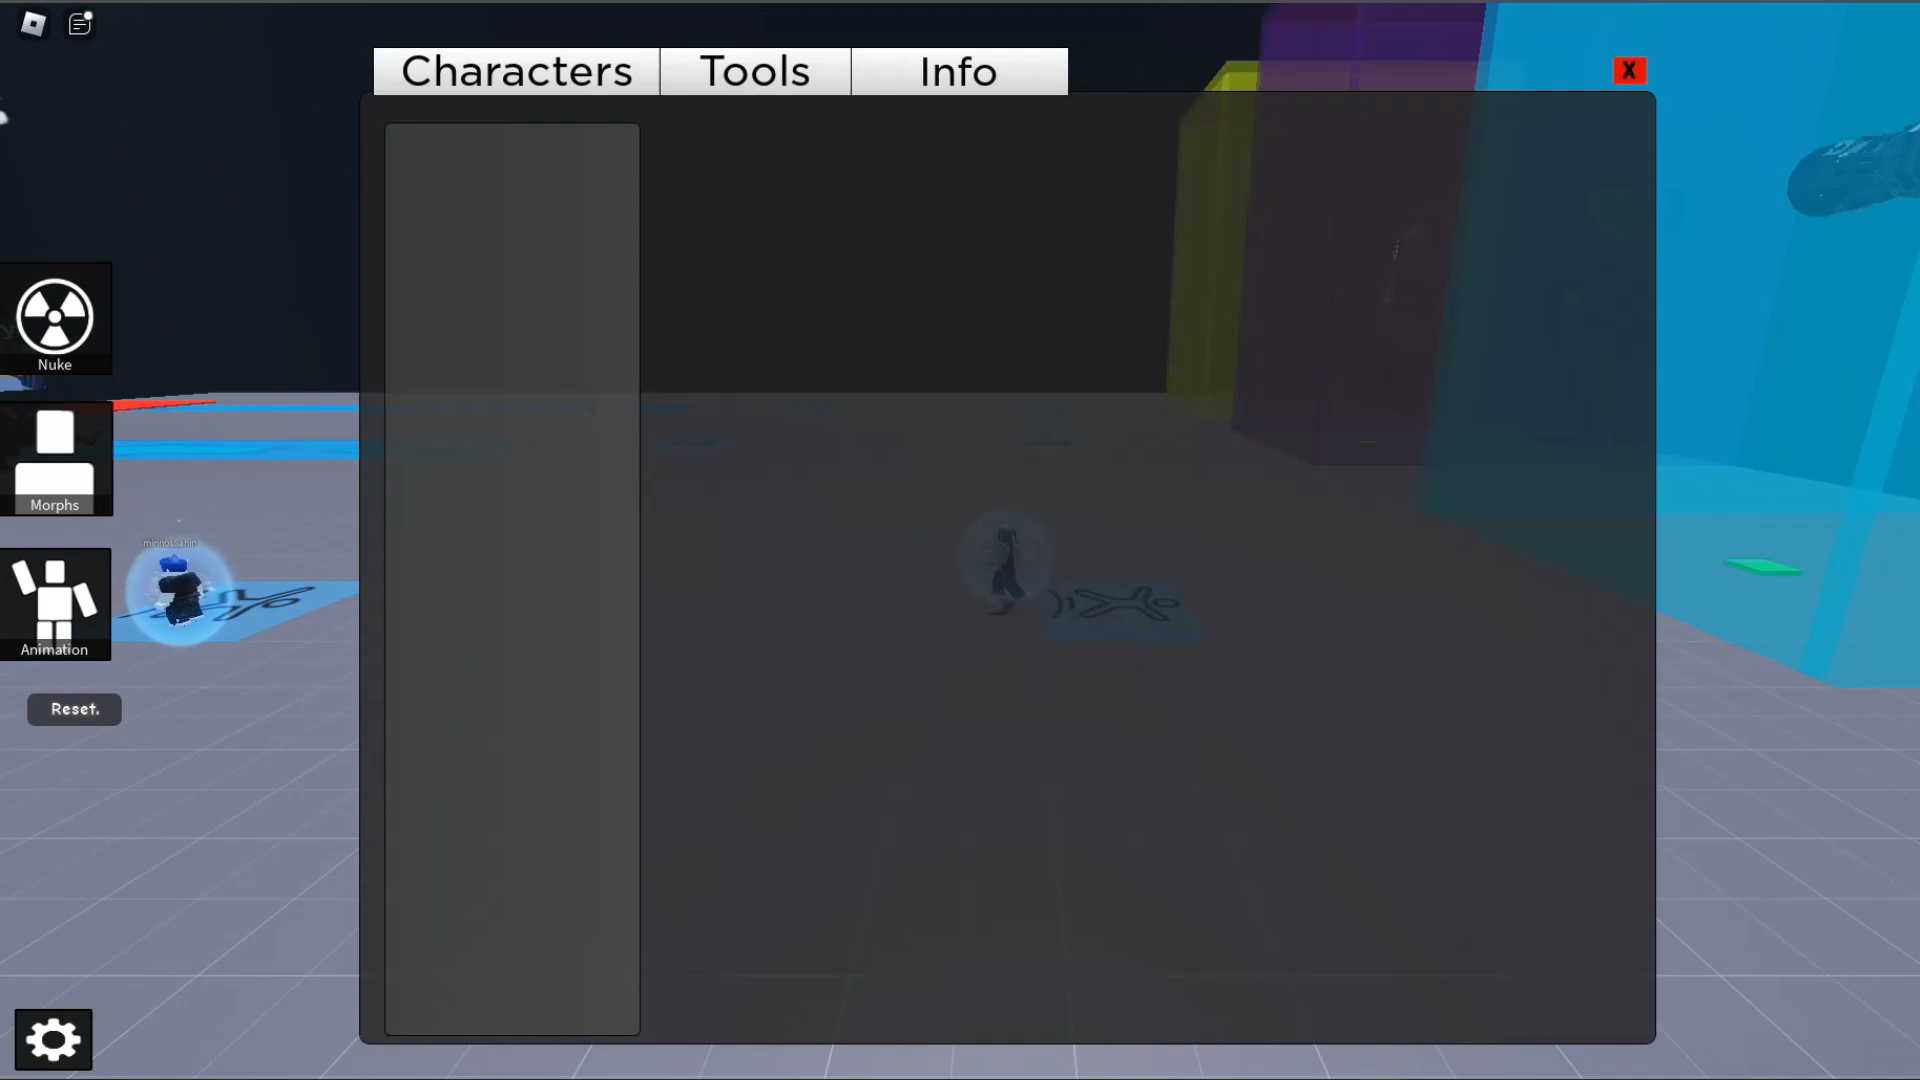 Characters
Tools
Info
X
Nuke
Morphs
Animation
Reset.